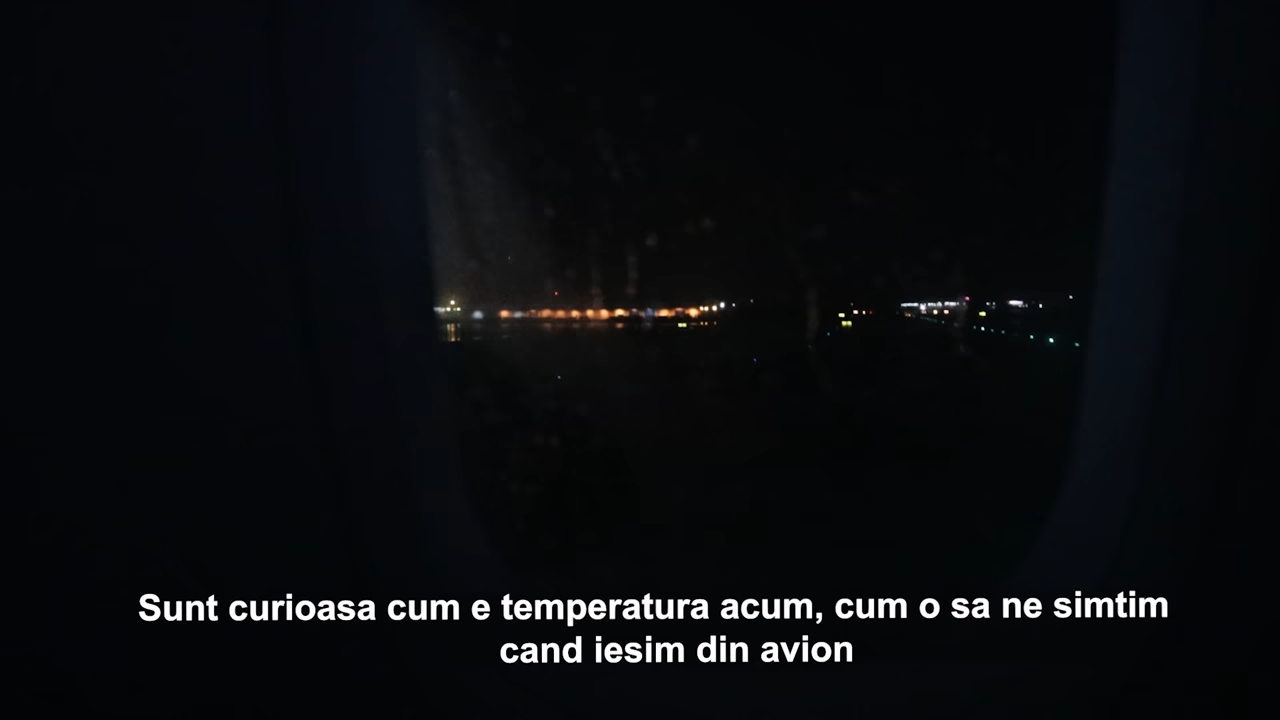 Sunt curioasa cum e temperatura acum, cum o sa ne simtim
cand iesim din avion